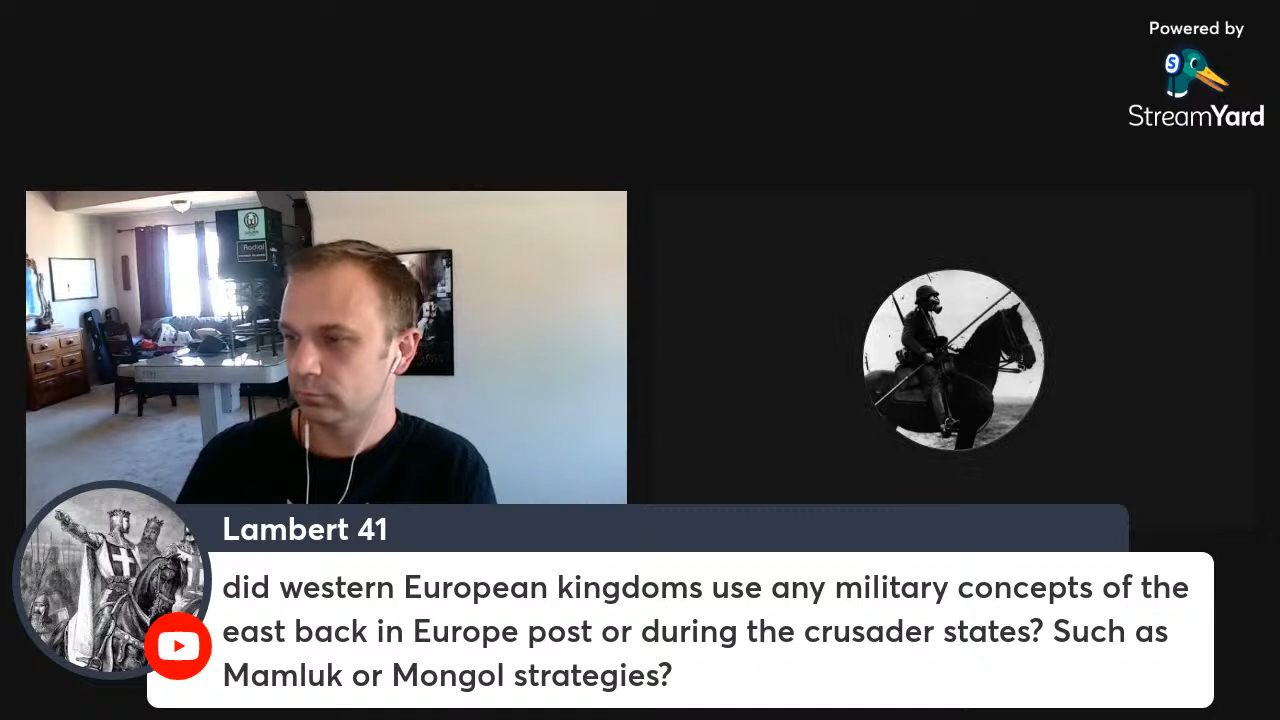 Powered by
StreamYard
Radial
Lambert 41
did western European kingdoms use any military concepts of the
east back in Europe post or during the crusader states? Such as
Mamluk or Mongol strategies?